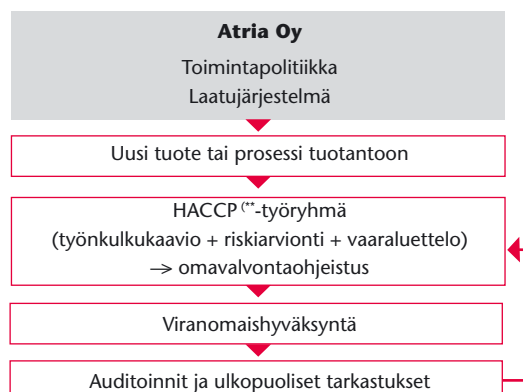 Atria Oy
Toimintapolitiikka
Laatujärjestelmä
Uusi tuote tai prosessi tuotantoon
HACCP(**-työryhmä
(työnkulkukaavio + riskiarvionti + vaaraluettelo)
→ omavalvontaohjeistus
Viranomaishyväksyntä
Auditoinnit ja ulkopuoliset tarkastukset